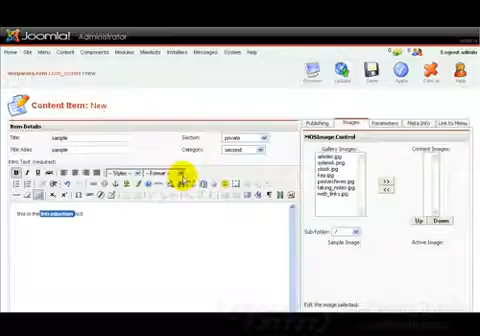 Joomla! Administrator
Home Site Menu Content Components Modules Mambots Installers Messages System Help
Logout admin
Preview Upload Save Apply Close Help
Content Item: New
Item Details
Title: sample Section: private
Title Alias: sample Category: second
Intro Text: (required)
B I U ABC -- Styles -- -- Format --
this is the introduction text
Publishing Images Parameters Meta Info Link to Menu
MOSImage Control
Gallery Images: Content Images:
articles.jpg
asterisk.png
clock.jpg
key.jpg
pastarchives.jpg
taking_notes.jpg
web_links.jpg
>>
<<
Up Down
Sub-folder: /
Sample Image: Active Image:
Edit the image selected: